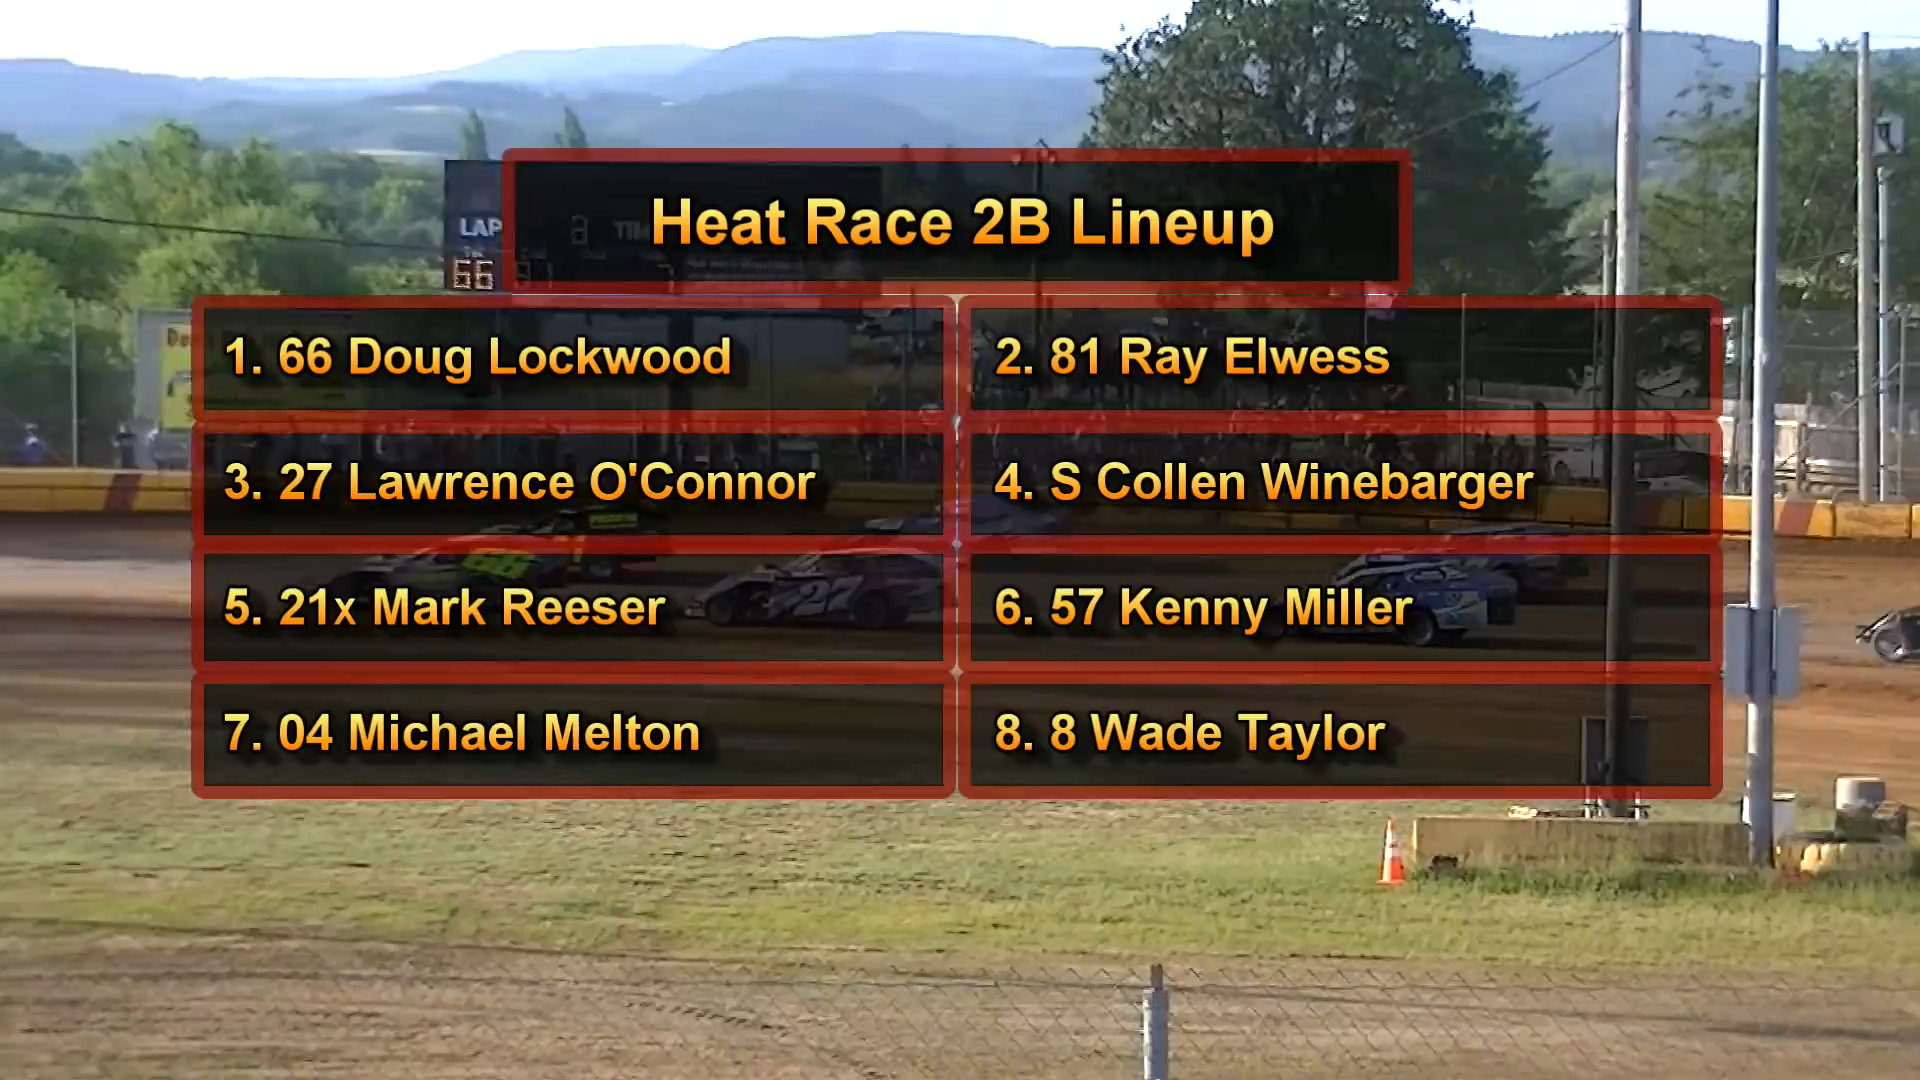 Heat Race 2B Lineup
LAP
66
1. 66 Doug Lockwood
2. 81 Ray Elwess
3. 27 Lawrence O'Connor
4. S Collen Winebarger
5. 21x Mark Reeser
6. 57 Kenny Miller
7. 04 Michael Melton
8. 8 Wade Taylor
27